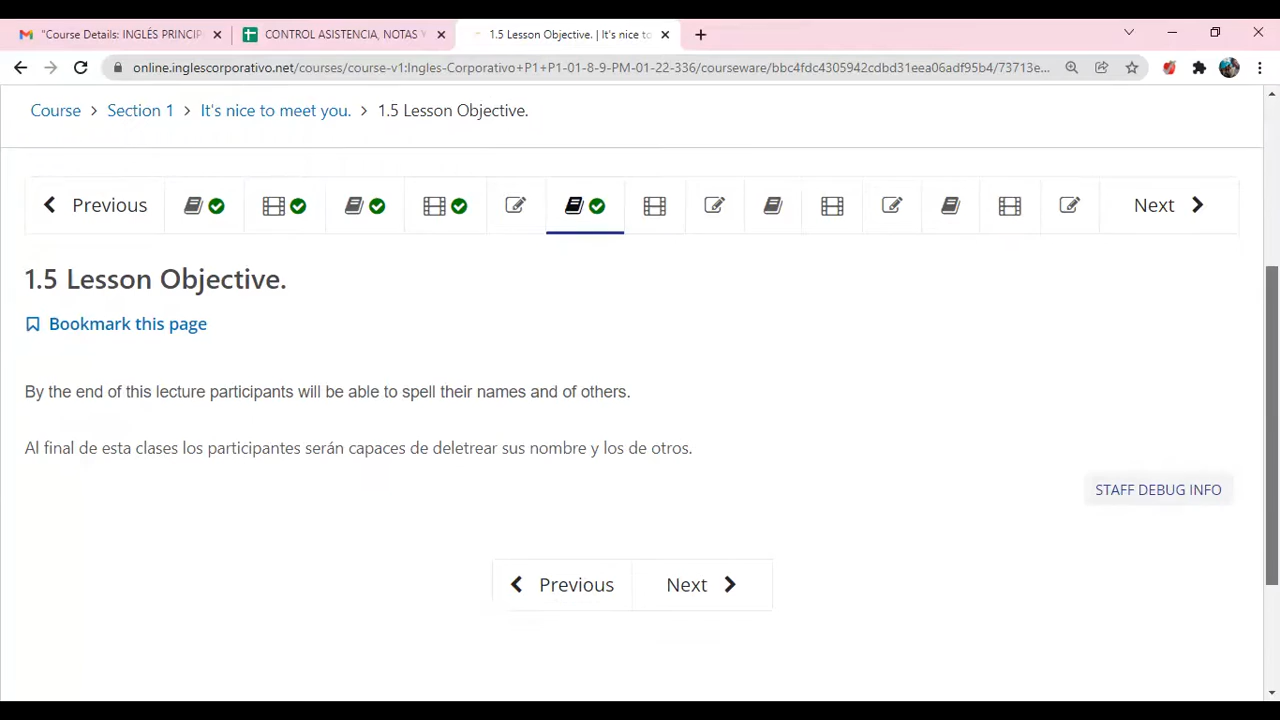 "Course Details: INGLÉS PRINCIP
CONTROL ASISTENCIA, NOTAS Y
1.5 Lesson Objective. | It's nice to
online.inglescorporativo.net/courses/course-v1:Ingles-Corporativo+P1+P1-01-8-9-PM-01-22-336/courseware/bbc4fdc4305942cdbd31eea06adf95b4/73713e...
Course > Section 1 > It's nice to meet you. > 1.5 Lesson Objective.
Previous
Next
1.5 Lesson Objective.
Bookmark this page
By the end of this lecture participants will be able to spell their names and of others.
Al final de esta clases los participantes serán capaces de deletrear sus nombre y los de otros.
STAFF DEBUG INFO
Previous
Next